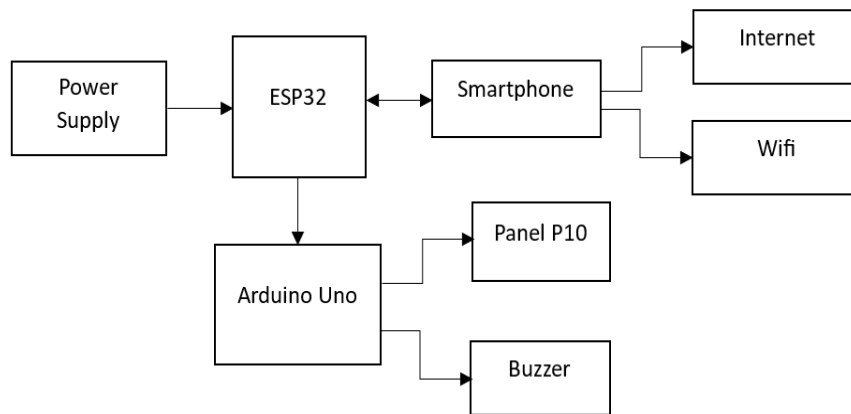 Power
Supply
ESP32
Smartphone
Internet
Wifi
Arduino Uno
Panel P10
Buzzer